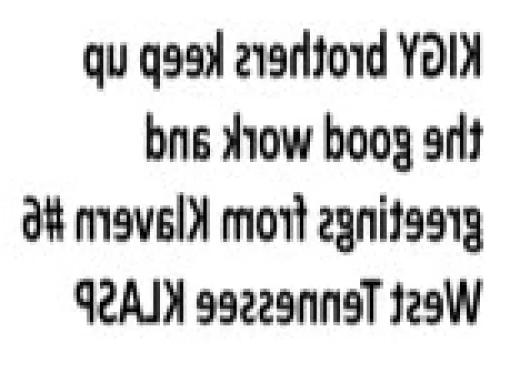 KIGY brothers keep up
the good work and
greetings from Klavern #6
West Tennessee KLASP